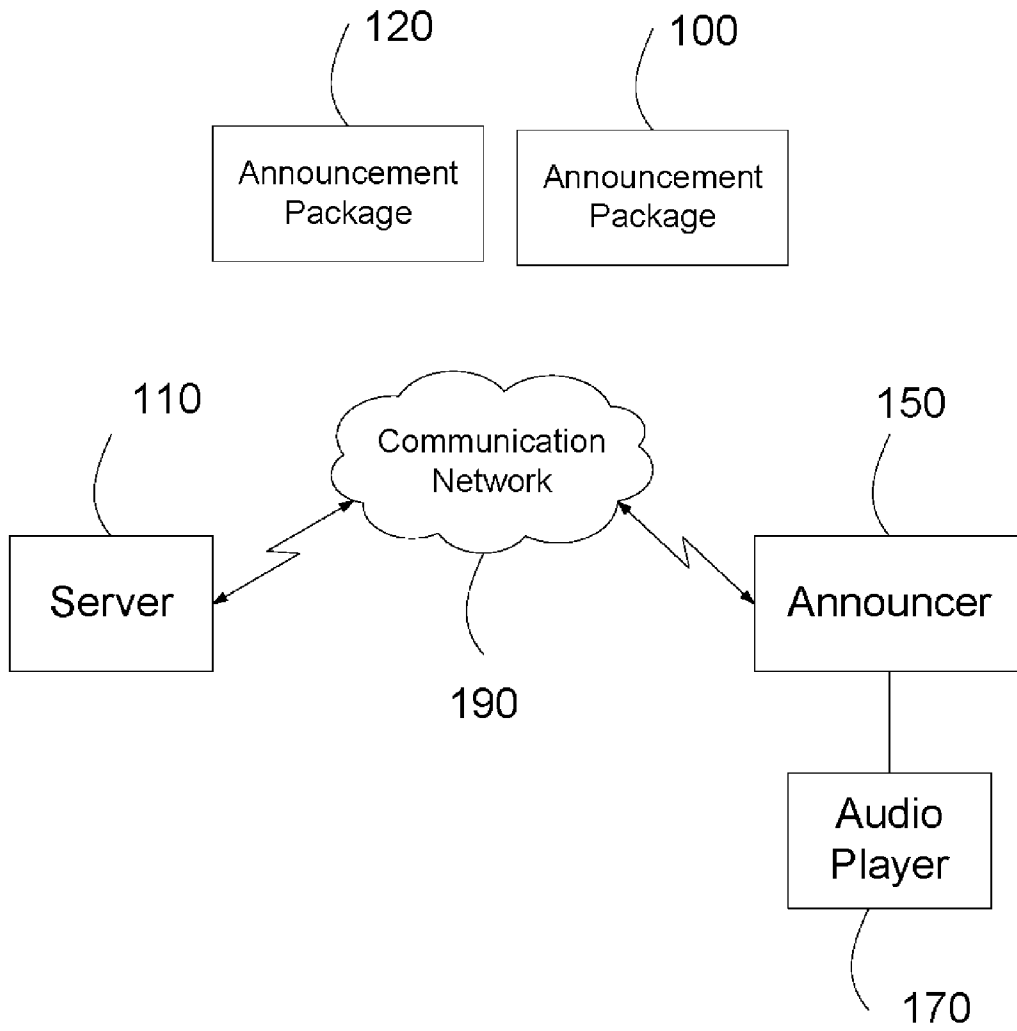 120
100
Announcement
Package
Announcement
Package
110
Communication
Network
150
Server
Announcer
190
Audio
Player
170